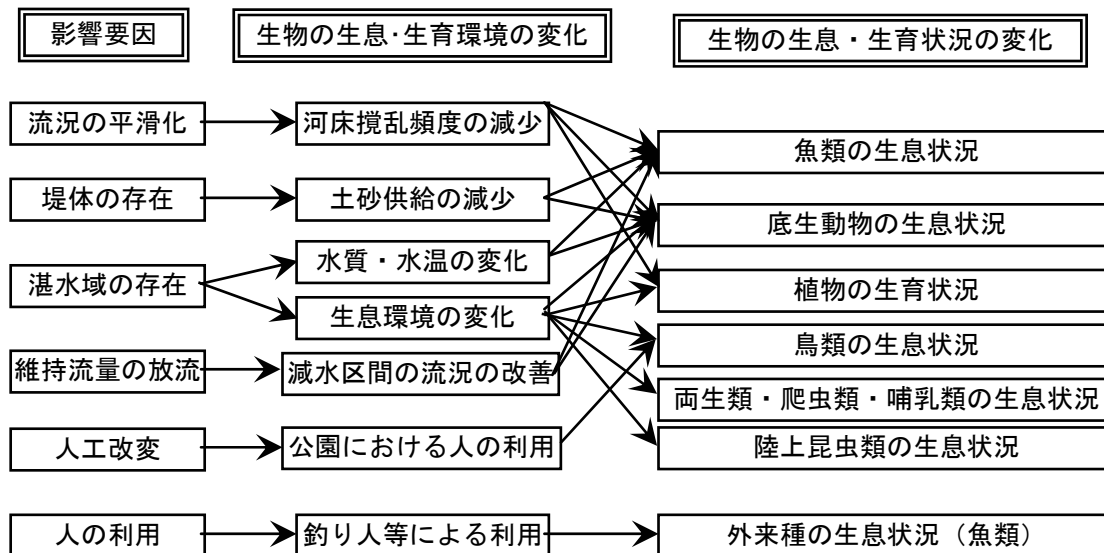 影響要因
生物の生息･生育環境の変化
生物の生息・生育状況の変化
流況の平滑化
河床撹乱頻度の減少
魚類の生息状況
堤体の存在
土砂供給の減少
底生動物の生息状況
湛水域の存在
水質・水温の変化
植物の生育状況
生息環境の変化
鳥類の生息状況
維持流量の放流
減水区間の流況の改善
両生類・爬虫類・哺乳類の生息状況
人工改変
公園における人の利用
陸上昆虫類の生息状況
人の利用
釣り人等による利用
外来種の生息状況（魚類）